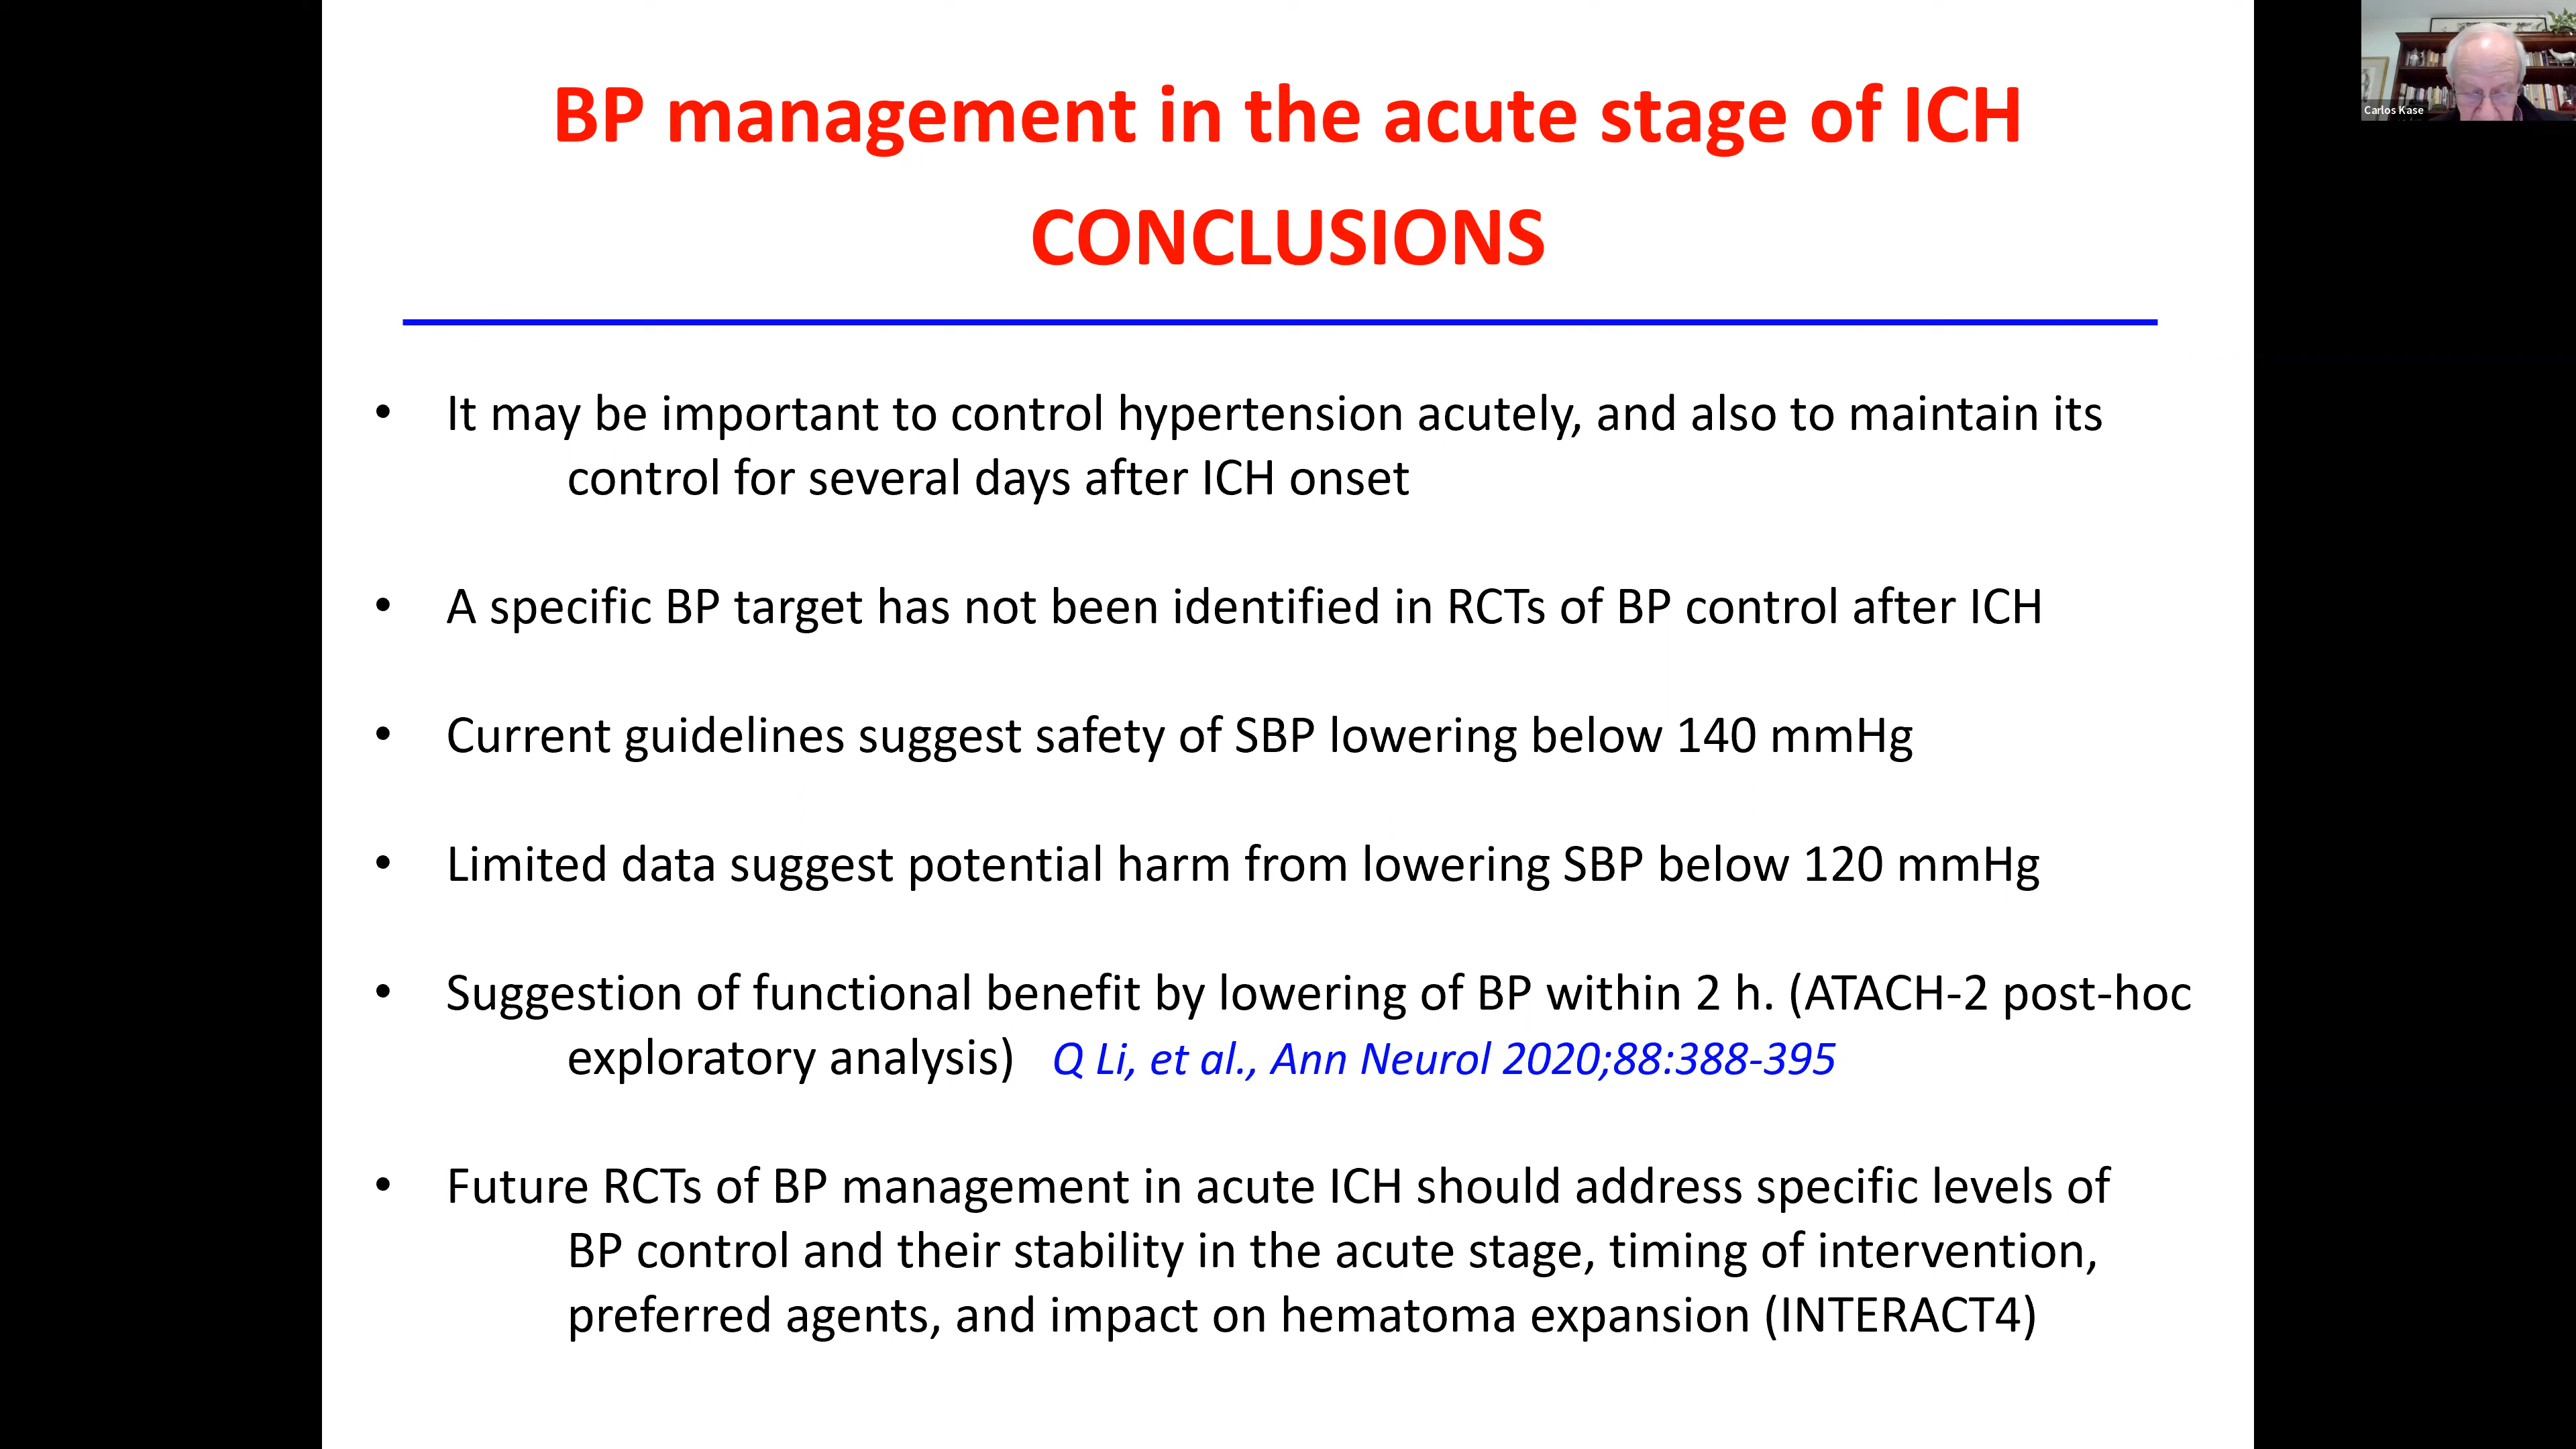 BP management in the acute stage of ICH
CONCLUSIONS
Carlos Kase
• It may be important to control hypertension acutely, and also to maintain its
control for several days after ICH onset
• A specific BP target has not been identified in RCTs of BP control after ICH
• Current guidelines suggest safety of SBP lowering below 140 mmHg
• Limited data suggest potential harm from lowering SBP below 120 mmHg
• Suggestion of functional benefit by lowering of BP within 2 h. (ATACH-2 post-hoc
exploratory analysis) Q Li, et al., Ann Neurol 2020;88:388-395
• Future RCTs of BP management in acute ICH should address specific levels of
BP control and their stability in the acute stage, timing of intervention,
preferred agents, and impact on hematoma expansion (INTERACT4)